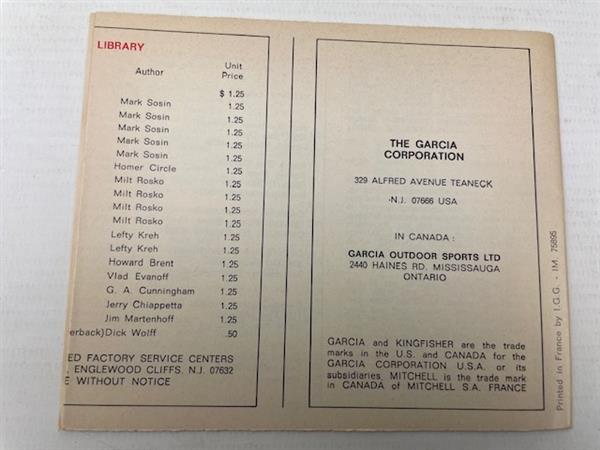 LIBRARY
Author Unit Price
$ 1.25
Mark Sosin 1.25
Mark Sosin 1.25
Mark Sosin 1.25
Mark Sosin 1.25
Mark Sosin 1.25
Homer Circle 1.25
Milt Rosko 1.25
Milt Rosko 1.25
Milt Rosko 1.25
Milt Rosko 1.25
Lefty Kreh 1.25
Lefty Kreh 1.25
Howard Brent 1.25
Vlad Evanoff 1.25
G. A. Cunningham 1.25
Jerry Chiappetta 1.25
Jim Martenhoff 1.25
erback)Dick Wolff .50
ED FACTORY SERVICE CENTERS
, ENGLEWOOD CLIFFS, N.J. 07632
E WITHOUT NOTICE
THE GARCIA
CORPORATION
329 ALFRED AVENUE TEANECK
N.J. 07666 USA
IN CANADA :
GARCIA OUTDOOR SPORTS LTD
2440 HAINES RD, MISSISSAUGA
ONTARIO
GARCIA and KINGFISHER are the trade
marks in the U.S. and CANADA for the
GARCIA CORPORATION U.S.A. or its
subsidiaries, MITCHELL is the trade mark
in CANADA of MITCHELL S.A. FRANCE
Printed in France by I.G.G. - IM. 75895